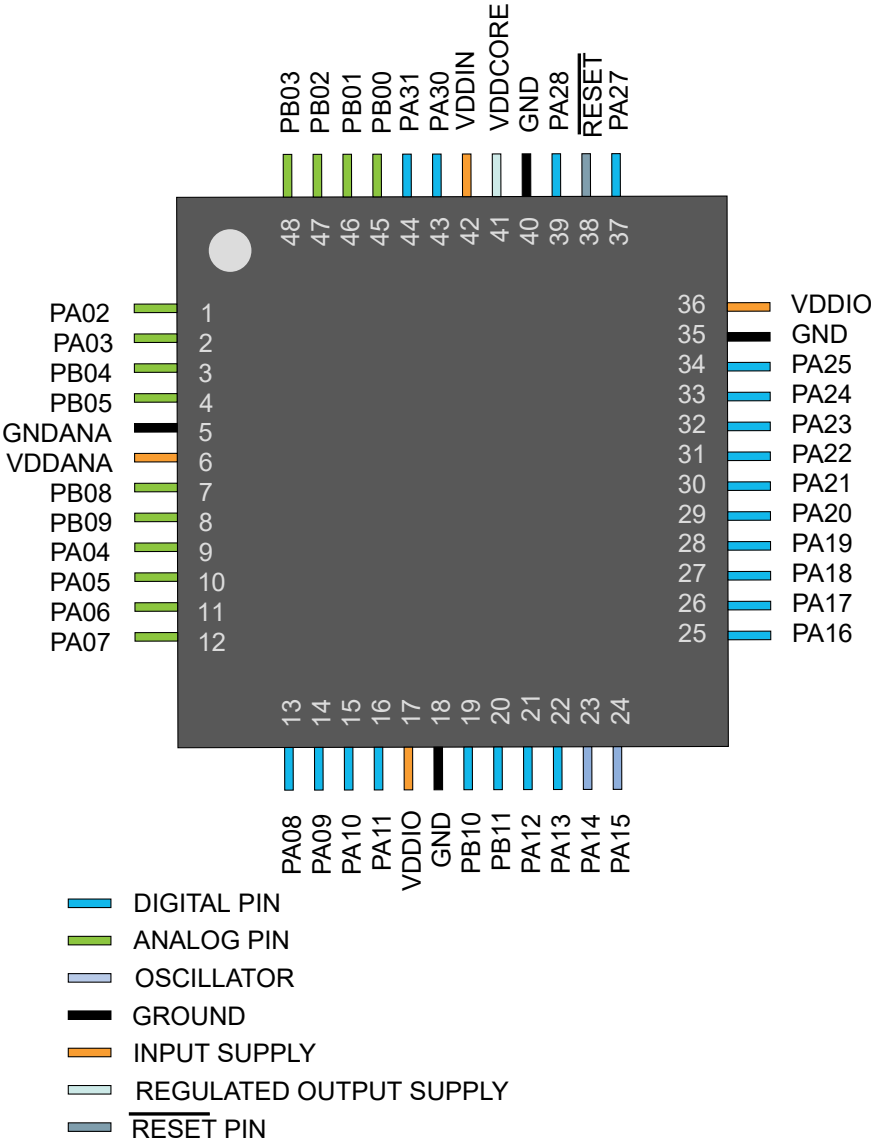 PB03
PB02
PB01
PB00
PA31
PA30
VDDIN
VDDCORE
GND
PA28
RESET
PA27
48
47
46
45
44
43
42
41
40
39
38
37
PA02 1
PA03 2
PB04 3
PB05 4
GNDANA 5
VDDANA 6
PB08 7
PB09 8
PA04 9
PA05 10
PA06 11
PA07 12
36 VDDIO
35 GND
34 PA25
33 PA24
32 PA23
31 PA22
30 PA21
29 PA20
28 PA19
27 PA18
26 PA17
25 PA16
13
14
15
16
17
18
19
20
21
22
23
24
PA08
PA09
PA10
PA11
VDDIO
GND
PB10
PB11
PA12
PA13
PA14
PA15
DIGITAL PIN
ANALOG PIN
OSCILLATOR
GROUND
INPUT SUPPLY
REGULATED OUTPUT SUPPLY
RESET PIN